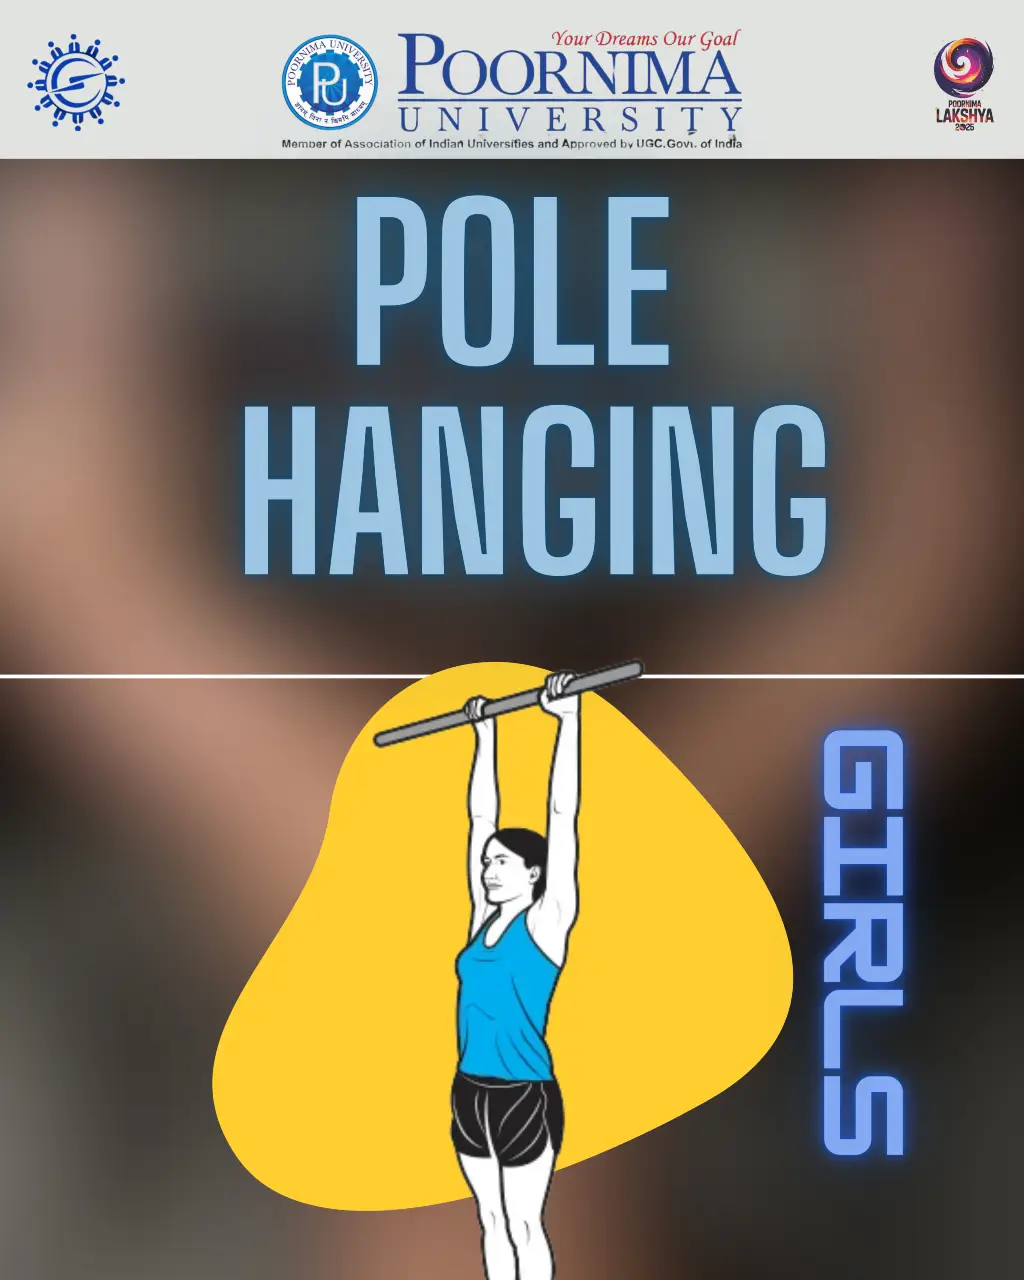 Your Dreams Our Goal
POORNIMA
UNIVERSITY
Member of Association of Indian Universities and Approved by UGC.Govt. of India
POORNIMA UNIVERSITY
PU
POORNIMA
LAKSHYA
2025
POLE
HANGING
GIRLS